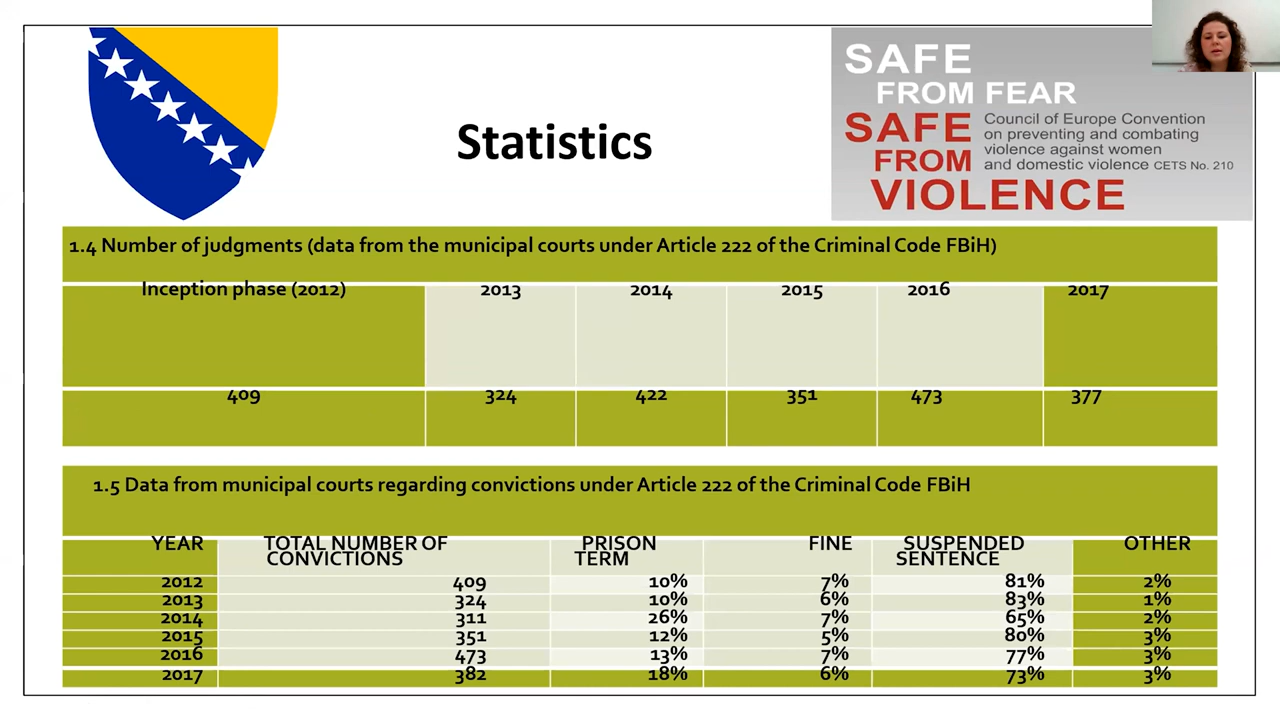 Statistics
SAFE
FROM FEAR
SAFE
FROM
VIOLENCE
Council of Europe Convention
on preventing and combating
violence against women
and domestic violence CETS No. 210
1.4 Number of judgments (data from the municipal courts under Article 222 of the Criminal Code FBiH)
Inception phase (2012) 2013 2014 2015 2016 2017
409 324 422 351 473 377
1.5 Data from municipal courts regarding convictions under Article 222 of the Criminal Code FBiH
YEAR TOTAL NUMBER OF CONVICTIONS PRISON TERM FINE SUSPENDED SENTENCE OTHER
2012 409 10% 7% 81% 2%
2013 324 10% 6% 83% 1%
2014 311 26% 7% 65% 2%
2015 351 12% 5% 80% 3%
2016 473 13% 7% 77% 3%
2017 382 18% 6% 73% 3%